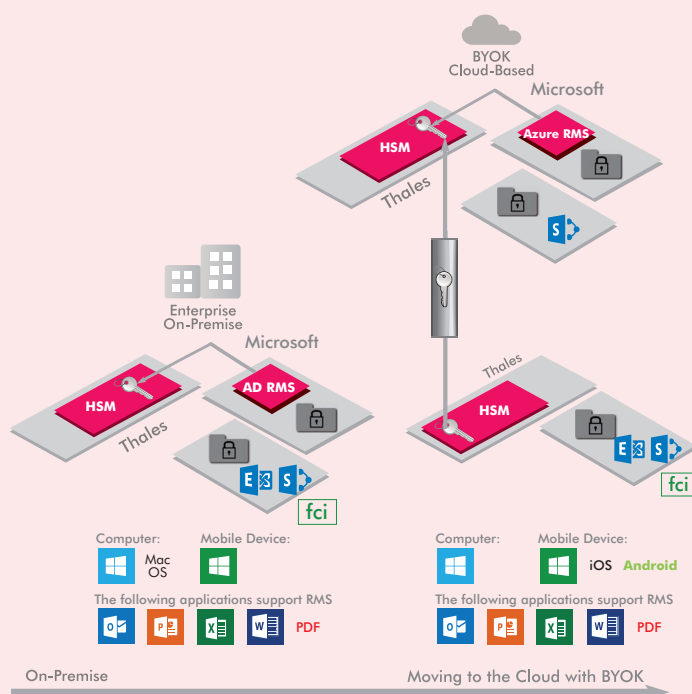 BYOK
Cloud-Based
Microsoft
Azure RMS
HSM
Thales
S
Enterprise
On-Premise
Microsoft
AD RMS
HSM
Thales
E
S
fci
Thales
HSM
E
S
fci
Computer:
Mobile Device:
Mac
OS
The following applications support RMS
O
P
X
W
PDF
Computer:
Mobile Device:
iOS
Android
The following applications support RMS
O
P
X
W
PDF
On-Premise
Moving to the Cloud with BYOK